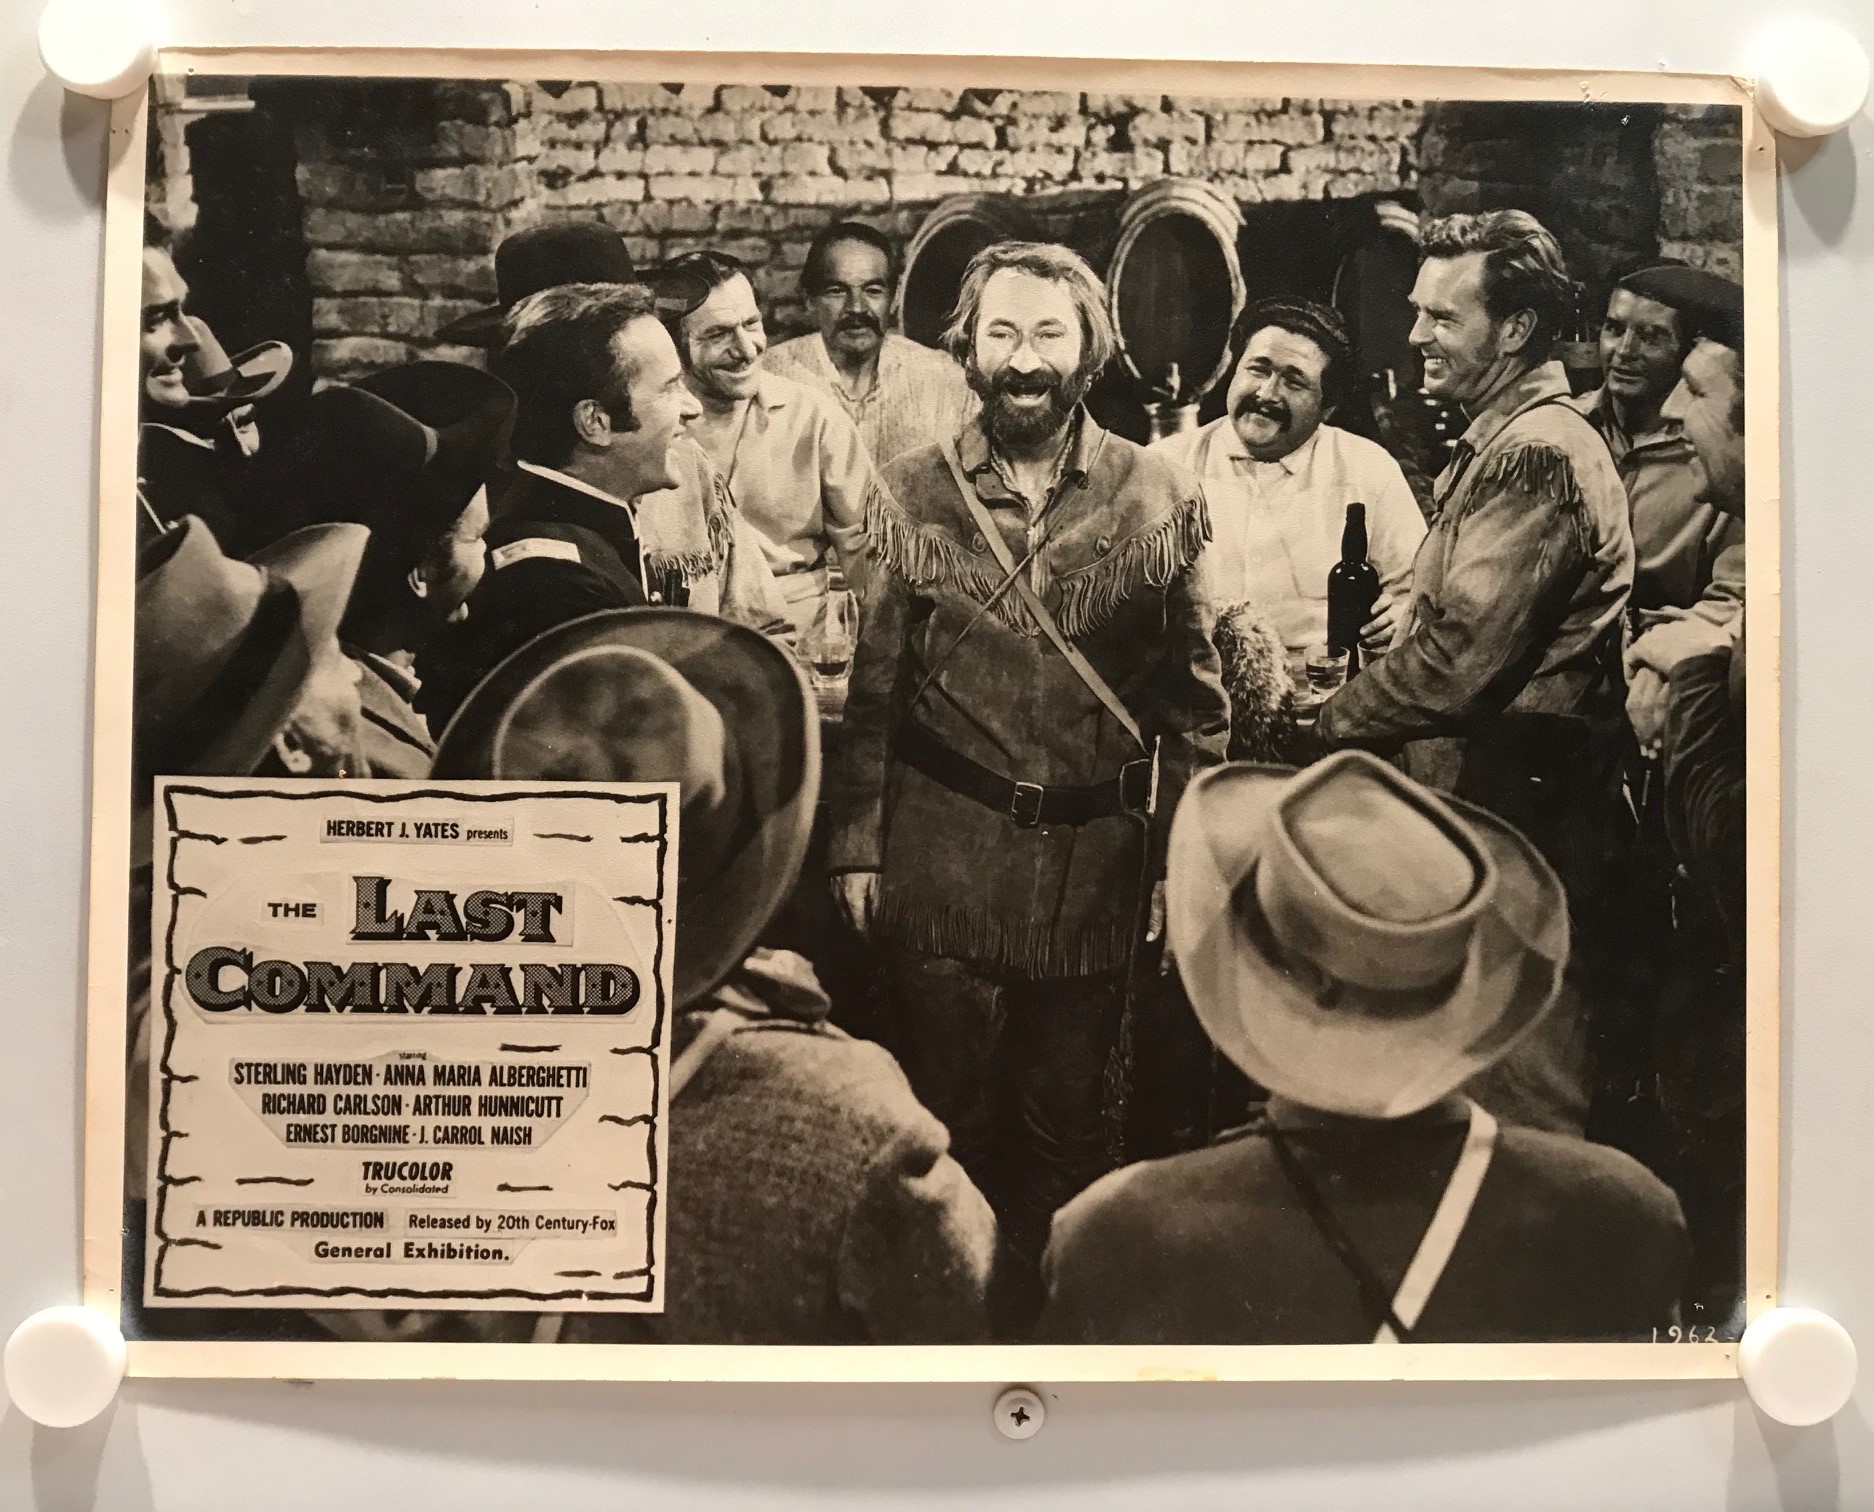 HERBERT J. YATES presents
THE LAST
COMMAND
starring
STERLING HAYDEN · ANNA MARIA ALBERGHETTI
RICHARD CARLSON · ARTHUR HUNNICUTT
ERNEST BORGNINE · J. CARROL NAISH
TRUCOLOR
by Consolidated
A REPUBLIC PRODUCTION Released by 20th Century-Fox
General Exhibition.
1962-